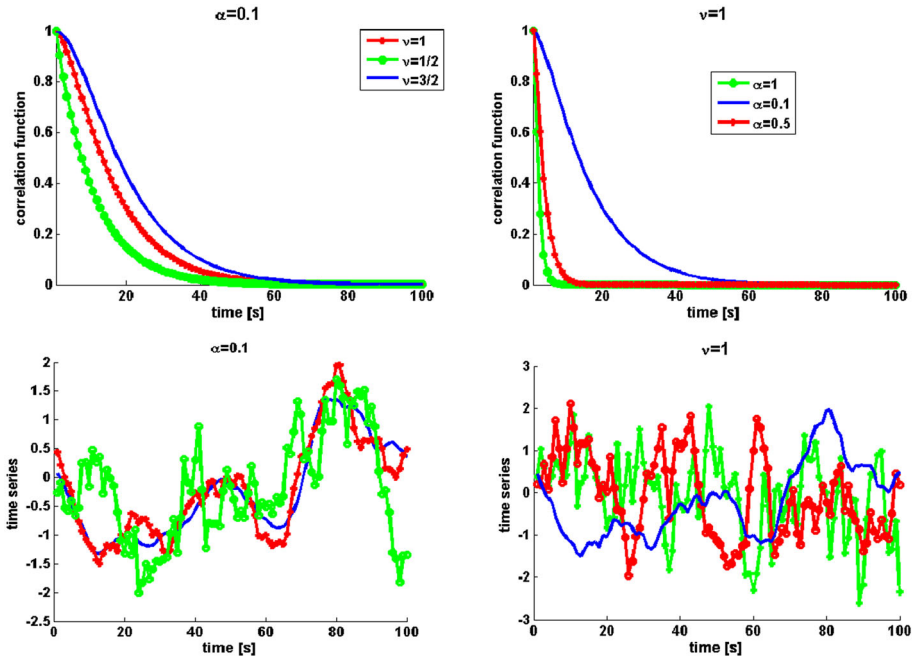 α=0.1
correlation function
1
0.8
0.6
0.4
0.2
0
20
40
60
80
100
time [s]
ν=1
ν=1/2
ν=3/2
ν=1
correlation function
1
0.8
0.6
0.4
0.2
0
20
40
60
80
100
time [s]
α=1
α=0.1
α=0.5
α=0.1
time series
2
1.5
1
0.5
0
-0.5
-1
-1.5
-2
-2.5
0
20
40
60
80
100
time [s]
ν=1
time series
3
2
1
0
-1
-2
-3
0
20
40
60
80
100
time [s]